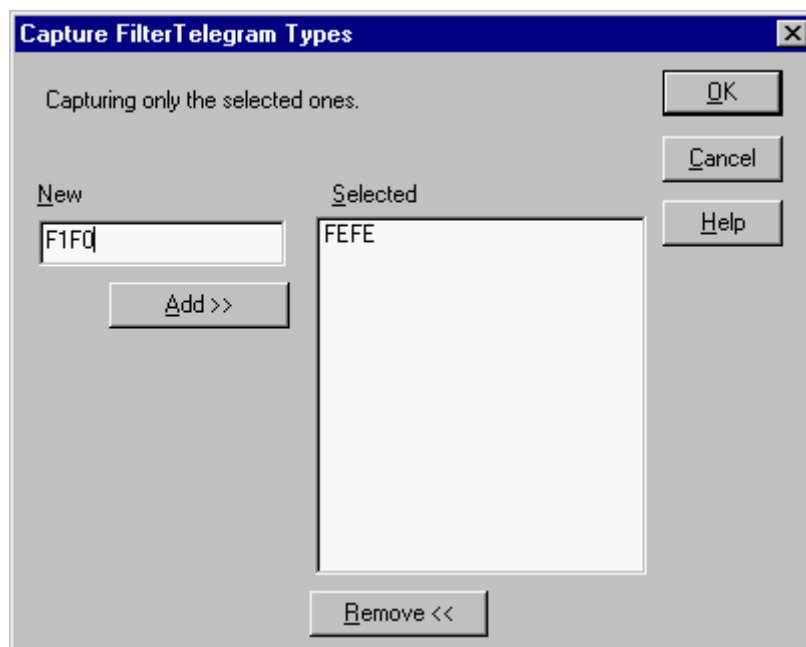 Capture FilterTelegram Types
Capturing only the selected ones.
OK
Cancel
Help
New
F1F0
Add >>
Selected
FEFE
Remove <<